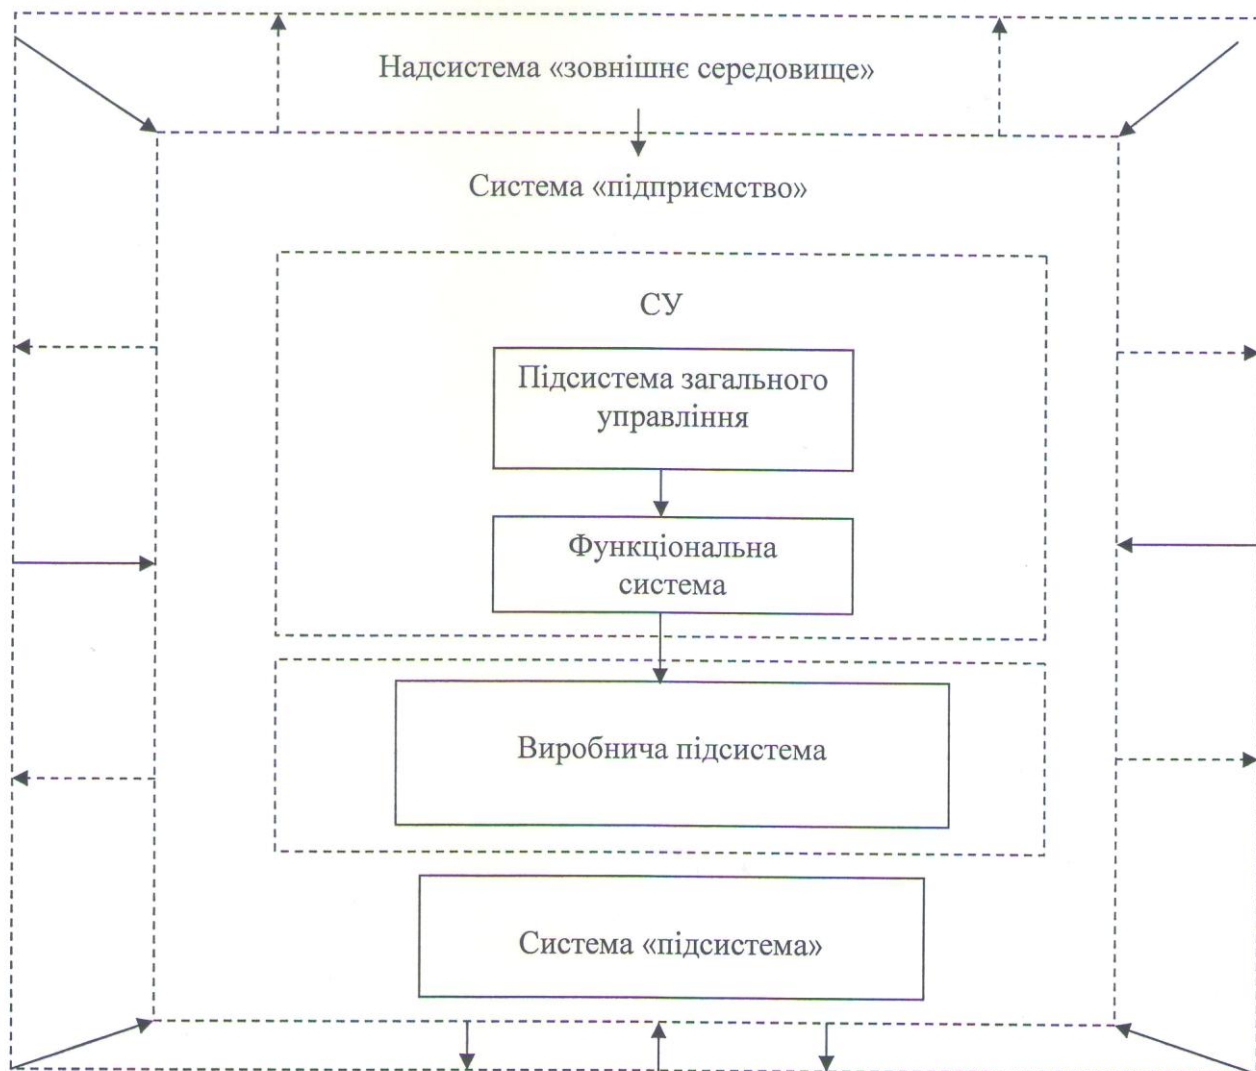 Надсистема «зовнішнє середовище»
Система «підприємство»
СУ
Підсистема загального
управління
Функціональна
система
Виробнича підсистема
Система «підсистема»